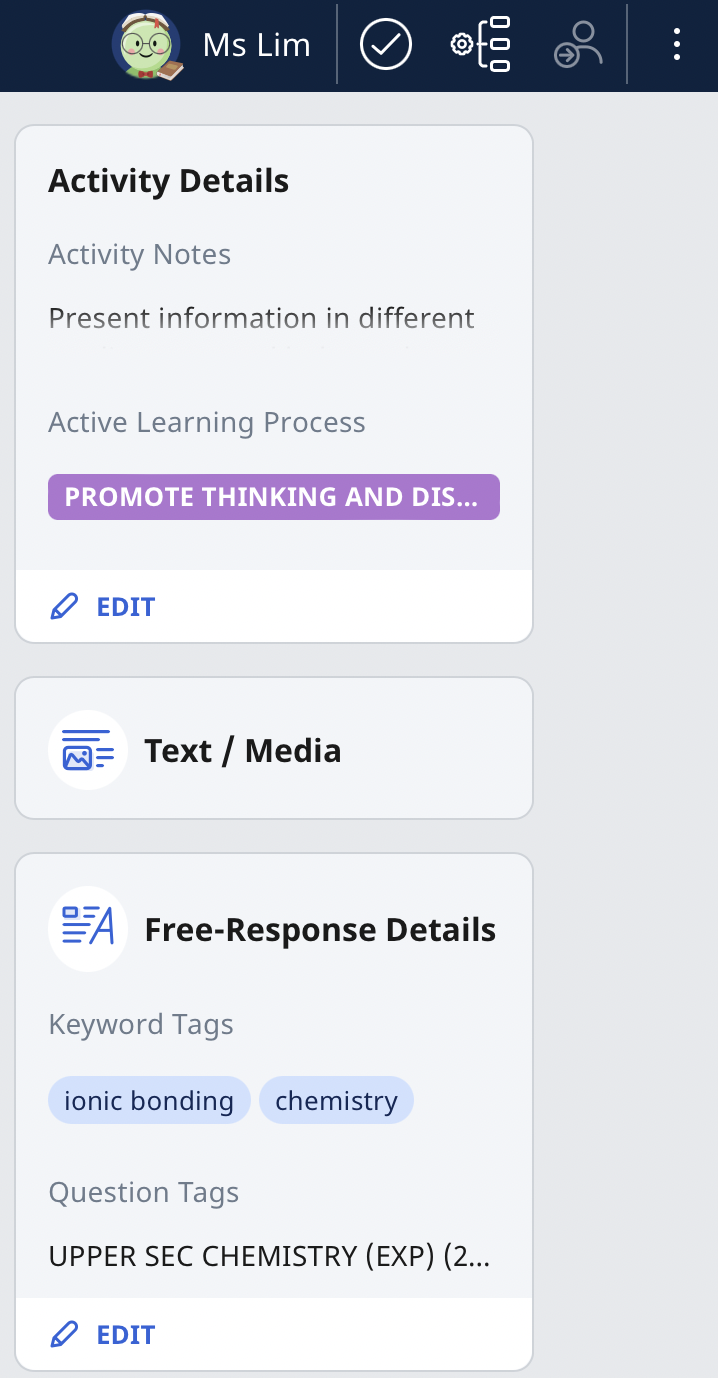 Ms Lim
Activity Details
Activity Notes
Present information in different
Active Learning Process
PROMOTE THINKING AND DIS...
EDIT
Text / Media
Free-Response Details
Keyword Tags
ionic bonding chemistry
Question Tags
UPPER SEC CHEMISTRY (EXP) (2...
EDIT